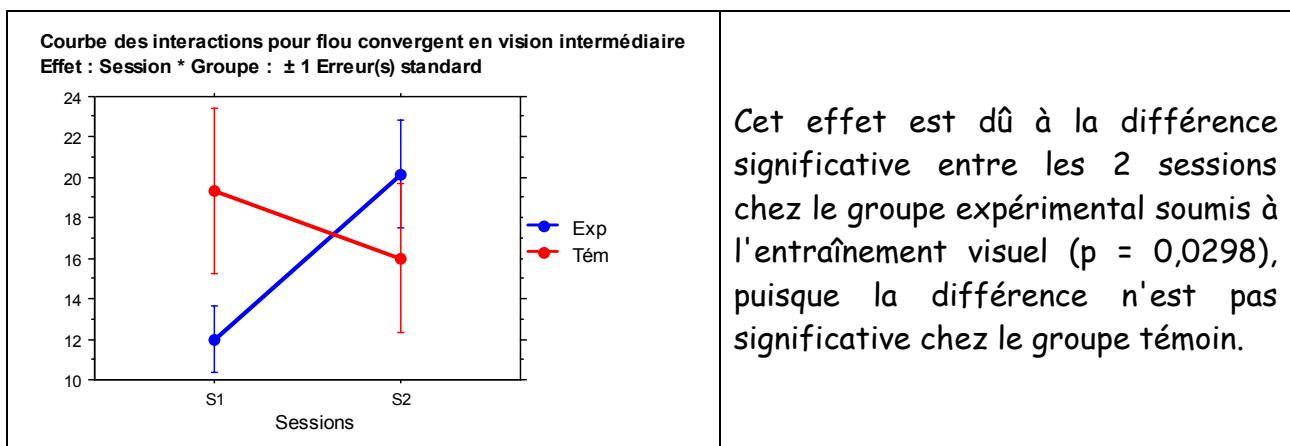 Courbe des interactions pour flou convergent en vision intermédiaire
Effet : Session * Groupe : ± 1 Erreur(s) standard
24
22
20
18
16
14
12
10
S1
S2
Sessions
Exp
Tém
Cet effet est dû à la différence
significative entre les 2 sessions
chez le groupe expérimental soumis à
l'entraînement visuel (p = 0,0298),
puisque la différence n'est pas
significative chez le groupe témoin.